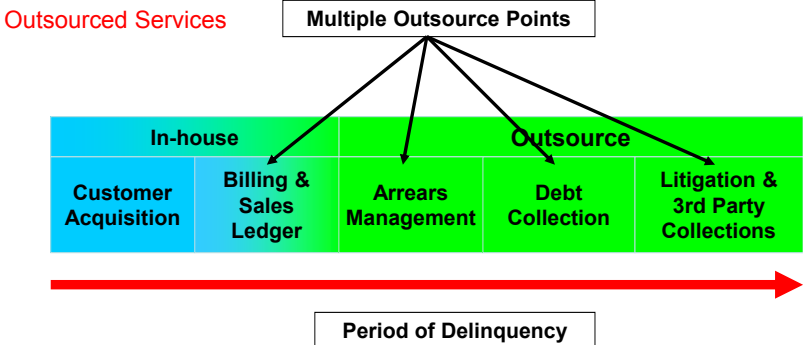 Outsourced Services
Multiple Outsource Points
In-house
Outsource
Customer
Acquisition
Billing &
Sales
Ledger
Arrears
Management
Debt
Collection
Litigation &
3rd Party
Collections
Period of Delinquency